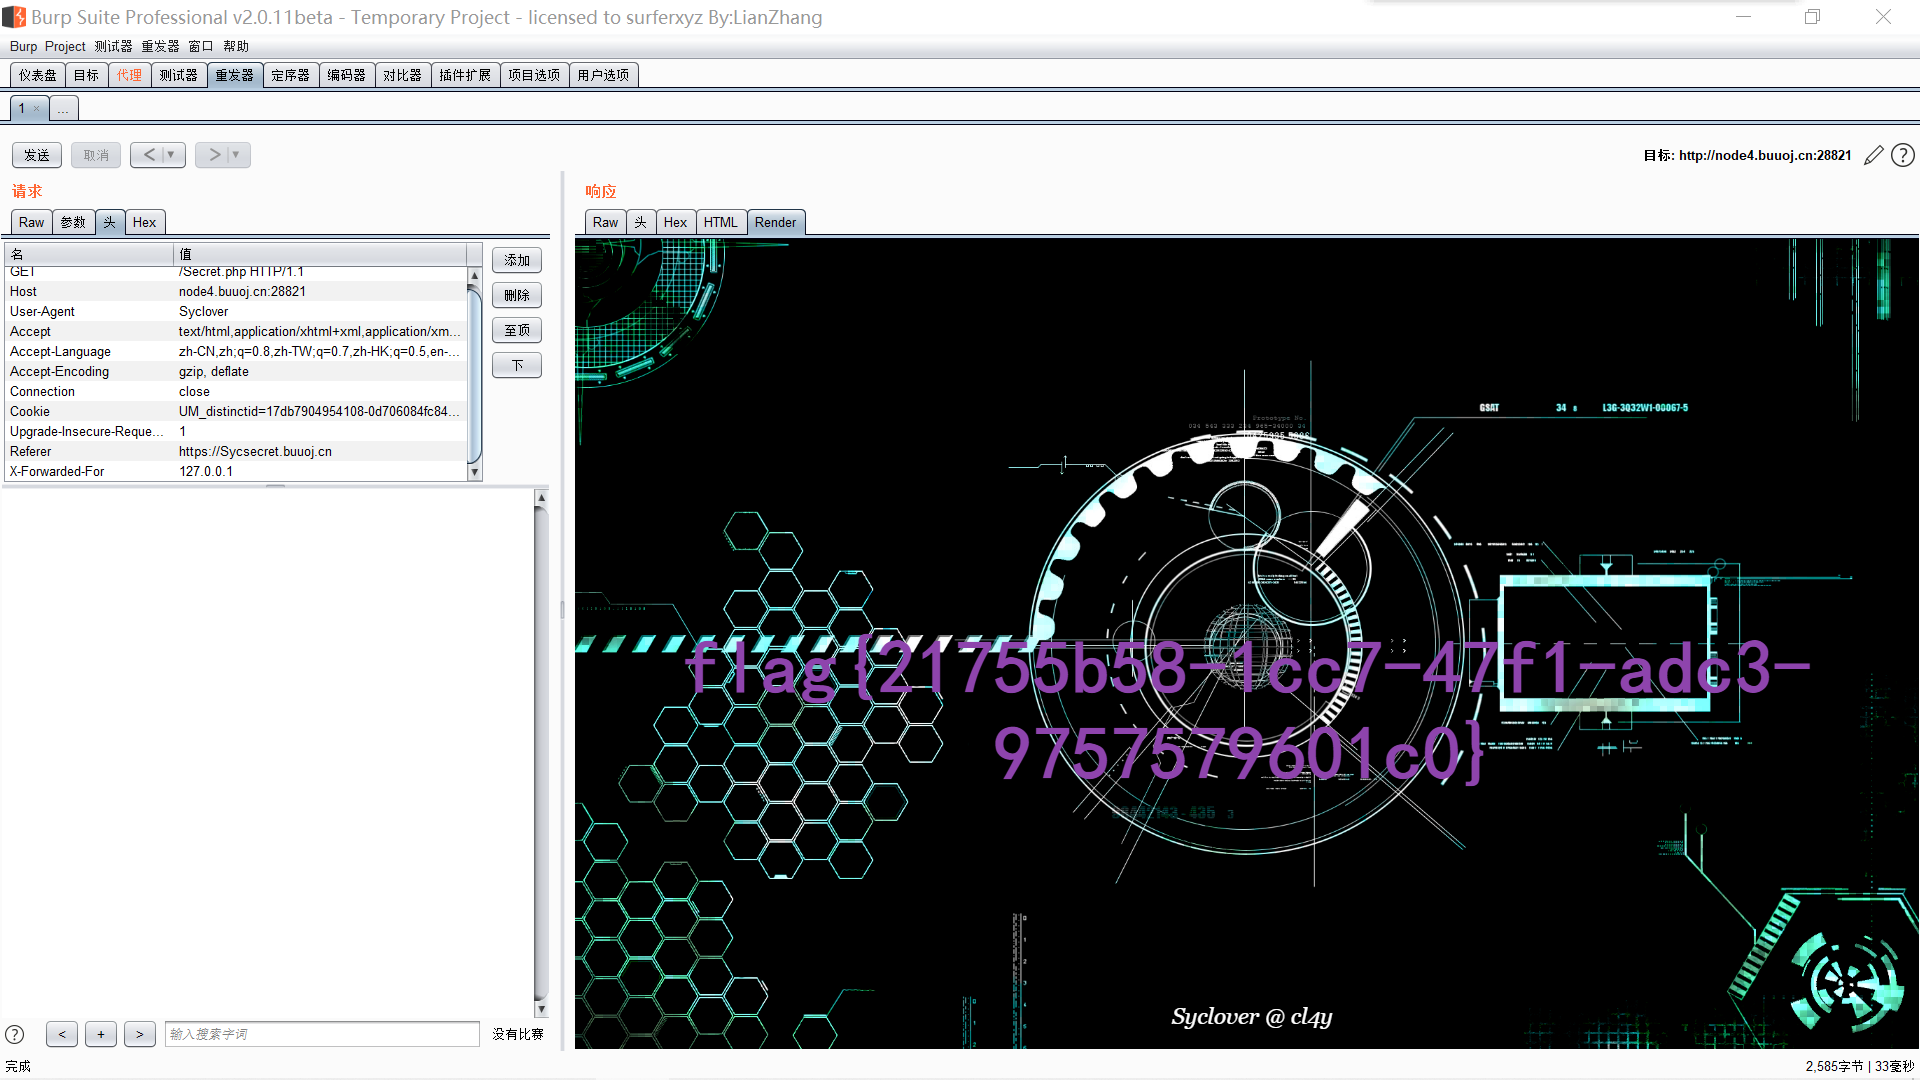 Burp Suite Professional v2.0.11beta - Temporary Project - licensed to surferxyz By:LianZhang
Burp Project 测试器 重发器 窗口 帮助
仪表盘 目标 代理 测试器 重发器 定序器 编码器 对比器 插件扩展 项目选项 用户选项
1 × ...
发送 取消 < > 目标: http://node4.buuoj.cn:28821 ?
请求
Raw 参数 头 Hex
名 值
GET /Secret.php HTTP/1.1
Host node4.buuoj.cn:28821
User-Agent Syclover
Accept text/html,application/xhtml+xml,application/xm...
Accept-Language zh-CN,zh;q=0.8,zh-TW;q=0.7,zh-HK;q=0.5,en-...
Accept-Encoding gzip, deflate
Connection close
Cookie UM_distinctid=17db7904954108-0d706084fc84...
Upgrade-Insecure-Reque... 1
Referer https://Sycsecret.buuoj.cn
X-Forwarded-For 127.0.0.1
添加
删除
至顶
下
响应
Raw 头 Hex HTML Render
GSAT 34 L3G-3Q32W1-00067-5
Prototype No.
flag{21755b58-1cc7-47f1-adc3-
9757579601c0}
Syclover @ cl4y
? < + > 输入搜索字词 没有比赛
完成 2,585字节 | 33毫秒